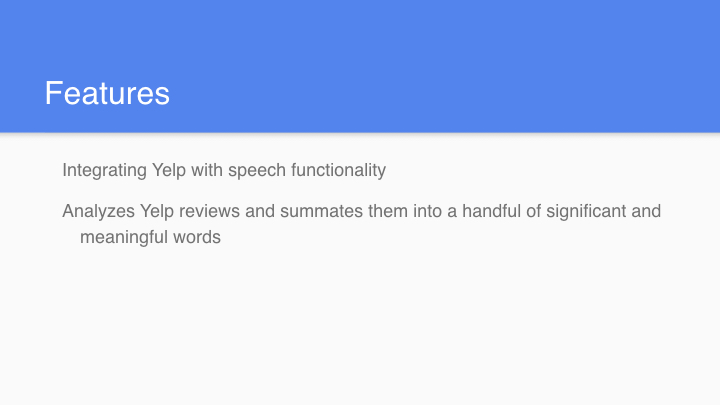 Features
Integrating Yelp with speech functionality
Analyzes Yelp reviews and summates them into a handful of significant and
meaningful words